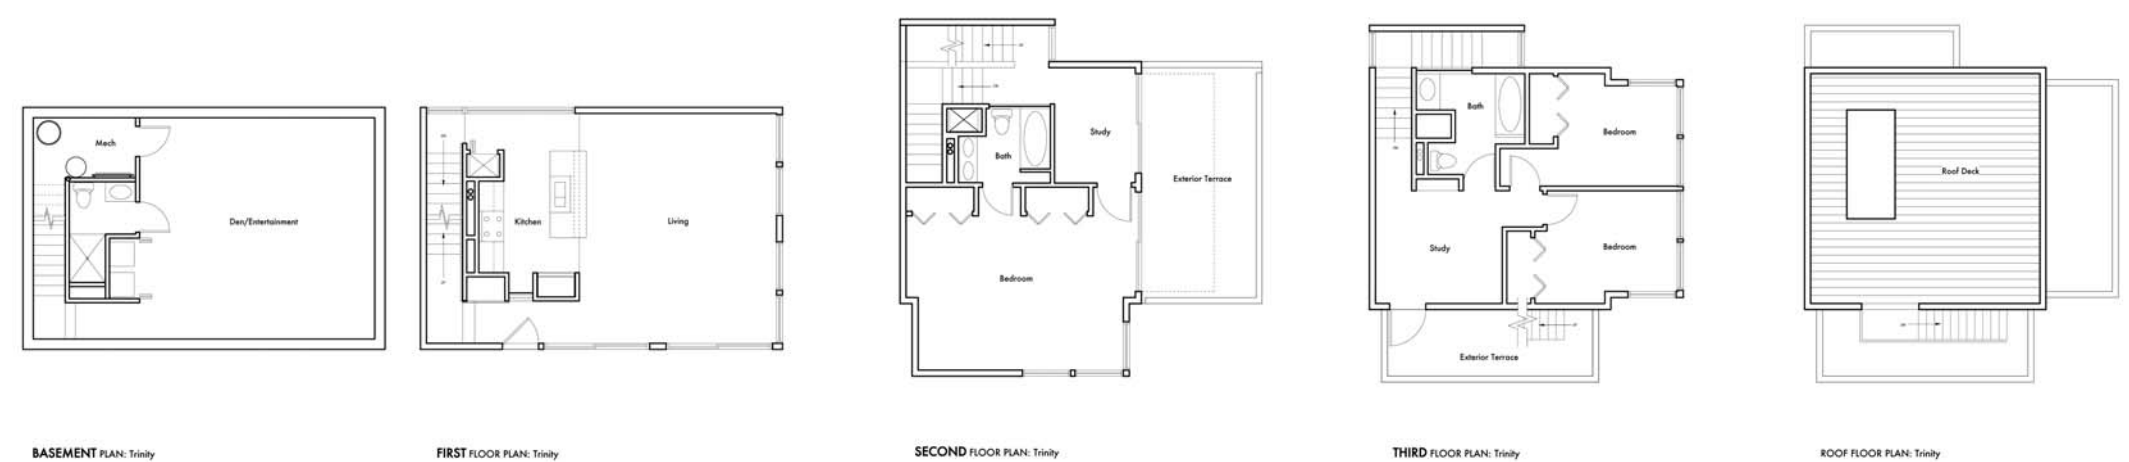 Mech
Den/Entertainment
BASEMENT PLAN: Trinity
Kitchen
Living
FIRST FLOOR PLAN: Trinity
Study
Bath
Exterior Terrace
Bedroom
SECOND FLOOR PLAN: Trinity
Bath
Bedroom
Study
Bedroom
Exterior Terrace
THIRD FLOOR PLAN: Trinity
Roof Deck
ROOF FLOOR PLAN: Trinity